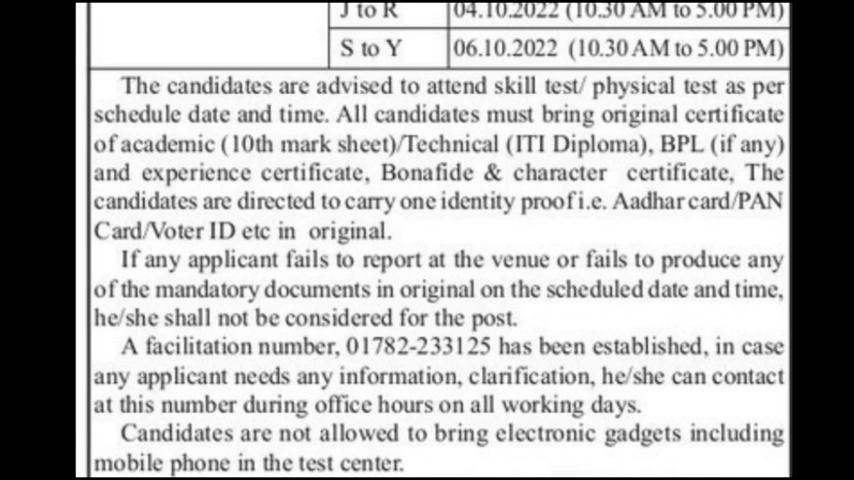 J to R 04.10.2022 (10.30 AM to 5.00 PM)
S to Y 06.10.2022 (10.30 AM to 5.00 PM)
The candidates are advised to attend skill test/ physical test as per
schedule date and time. All candidates must bring original certificate
of academic (10th mark sheet)/Technical (ITI Diploma), BPL (if any)
and experience certificate, Bonafide & character certificate, The
candidates are directed to carry one identity proof i.e. Aadhar card/PAN
Card/Voter ID etc in original.
If any applicant fails to report at the venue or fails to produce any
of the mandatory documents in original on the scheduled date and time,
he/she shall not be considered for the post.
A facilitation number, 01782-233125 has been established, in case
any applicant needs any information, clarification, he/she can contact
at this number during office hours on all working days.
Candidates are not allowed to bring electronic gadgets including
mobile phone in the test center.